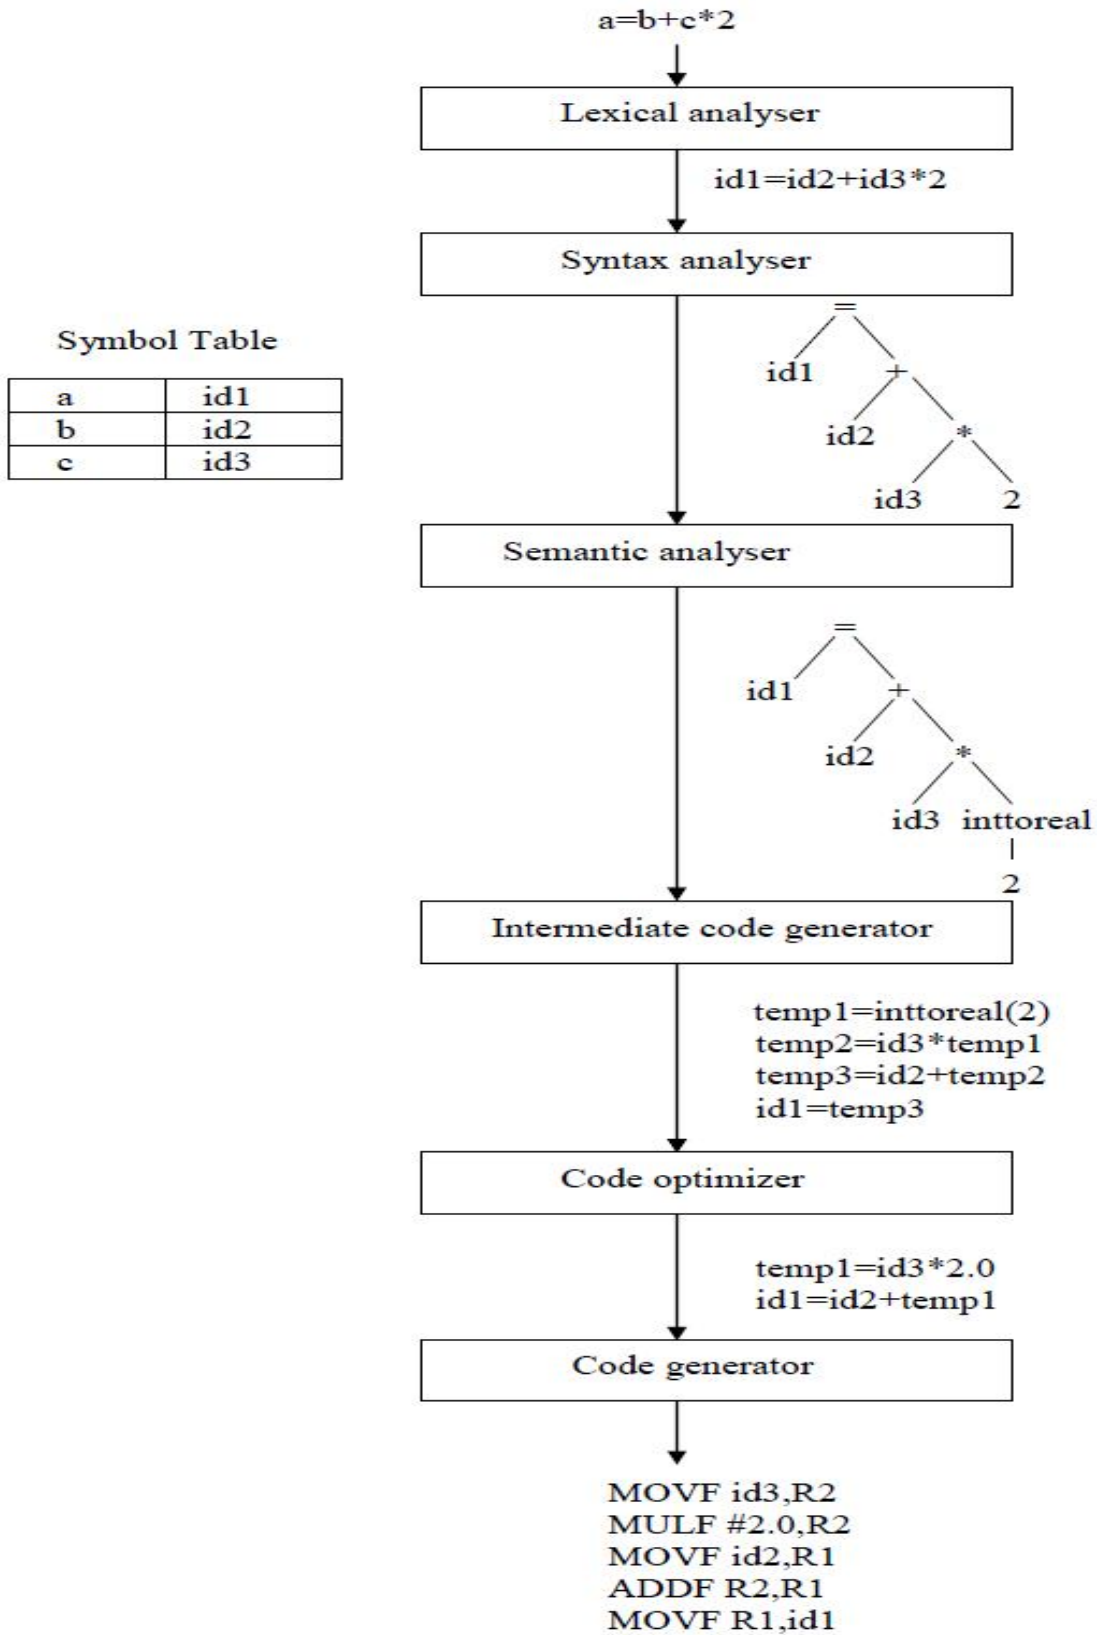 a=b+c*2
Lexical analyser
id1=id2+id3*2
Syntax analyser
Symbol Table
a id1
b id2
c id3
=
id1 +
id2 *
id3 2
Semantic analyser
=
id1 +
id2 *
id3 inttoreal
2
Intermediate code generator
temp1=inttoreal(2)
temp2=id3*temp1
temp3=id2+temp2
id1=temp3
Code optimizer
temp1=id3*2.0
id1=id2+temp1
Code generator
MOVF id3,R2
MULF #2.0,R2
MOVF id2,R1
ADDF R2,R1
MOVF R1,id1